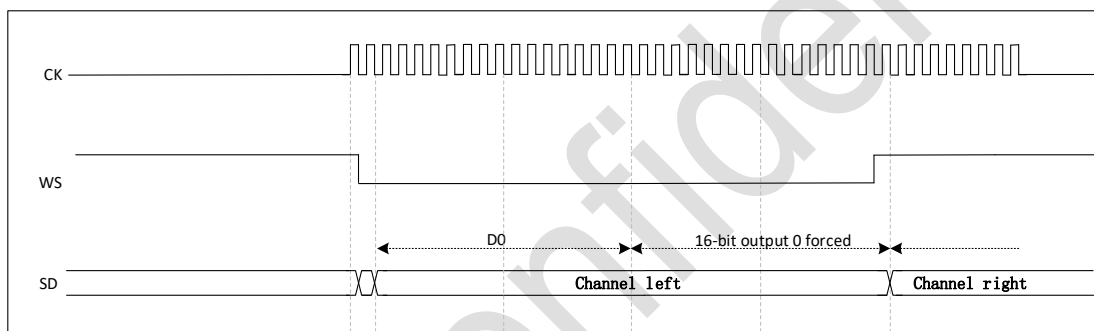 CK
WS
D0
16-bit output 0 forced
SD
Channel left
Channel right